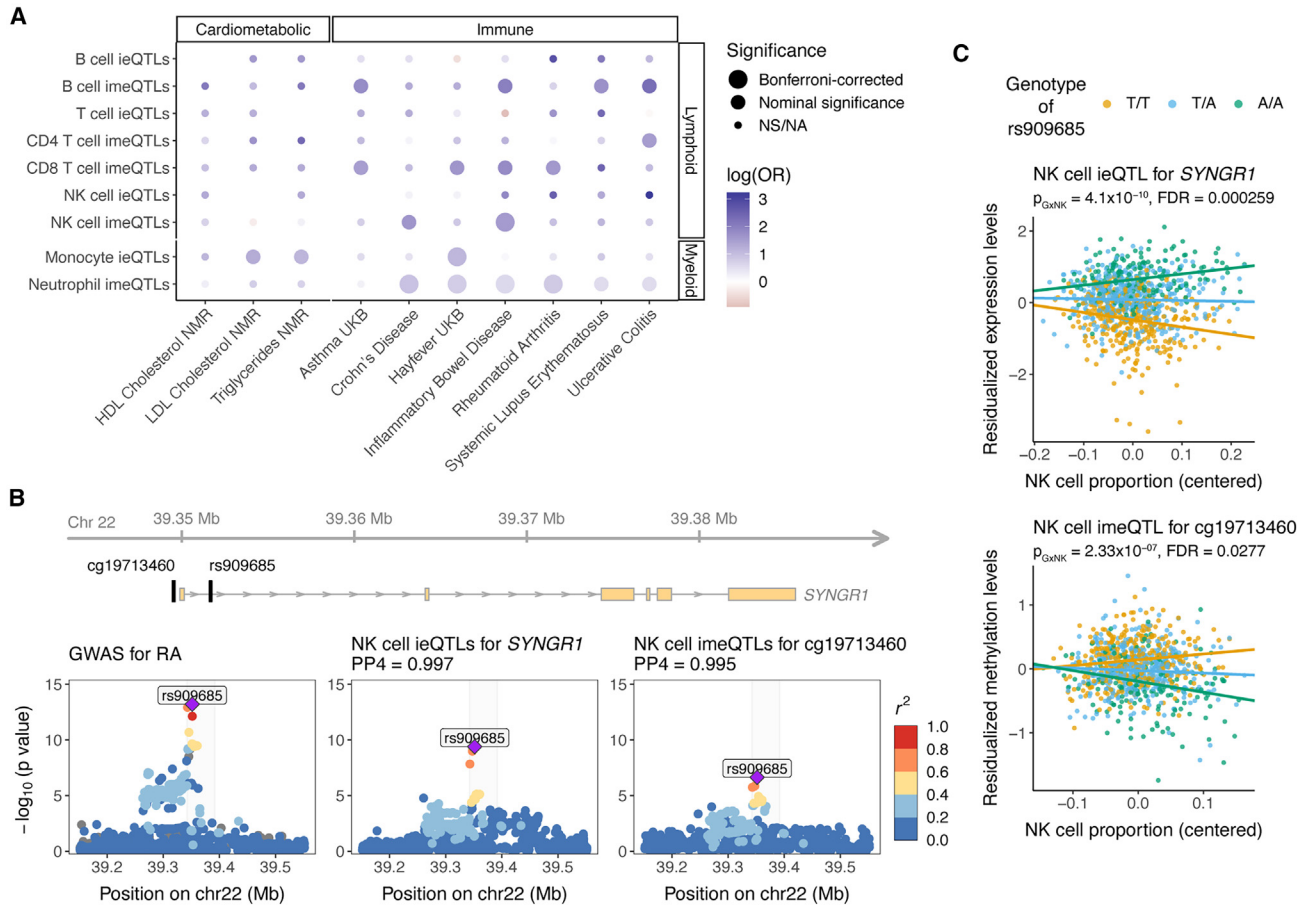 A
Cardiometabolic
Immune
B cell ieQTLs
B cell imeQTLs
T cell ieQTLs
CD4 T cell imeQTLs
CD8 T cell imeQTLs
NK cell ieQTLs
NK cell imeQTLs
Monocyte ieQTLs
Neutrophil imeQTLs
Lymphoid
Myeloid
HDL Cholesterol NMR
LDL Cholesterol NMR
Triglycerides NMR
Asthma UKB
Crohn's Disease
Hayfever UKB
Inflammatory Bowel Disease
Rheumatoid Arthritis
Systemic Lupus Erythematosus
Ulcerative Colitis
Significance
Bonferroni-corrected
Nominal significance
NS/NA
log(OR)
3
2
1
0
B
Chr 22
39.35 Mb
39.36 Mb
39.37 Mb
39.38 Mb
cg19713460
rs909685
SYNGR1
GWAS for RA
15
10
5
0
− log₁₀ (p value)
rs909685
39.2
39.3
39.4
39.5
Position on chr22 (Mb)
NK cell ieQTLs for SYNGR1
PP4 = 0.997
15
10
5
0
rs909685
39.2
39.3
39.4
39.5
Position on chr22 (Mb)
NK cell imeQTLs for cg19713460
PP4 = 0.995
15
10
5
0
rs909685
39.2
39.3
39.4
39.5
Position on chr22 (Mb)
r²
1.0
0.8
0.6
0.4
0.2
0.0
C
Genotype
of
rs909685
T/T
T/A
A/A
NK cell ieQTL for SYNGR1
pGxNK = 4.1x10⁻¹⁰, FDR = 0.000259
Residualized expression levels
2
0
−2
−0.2
−0.1
0.0
0.1
0.2
NK cell proportion (centered)
NK cell imeQTL for cg19713460
pGxNK = 2.33x10⁻⁰⁷, FDR = 0.0277
Residualized methylation levels
1
0
−1
−0.1
0.0
0.1
NK cell proportion (centered)